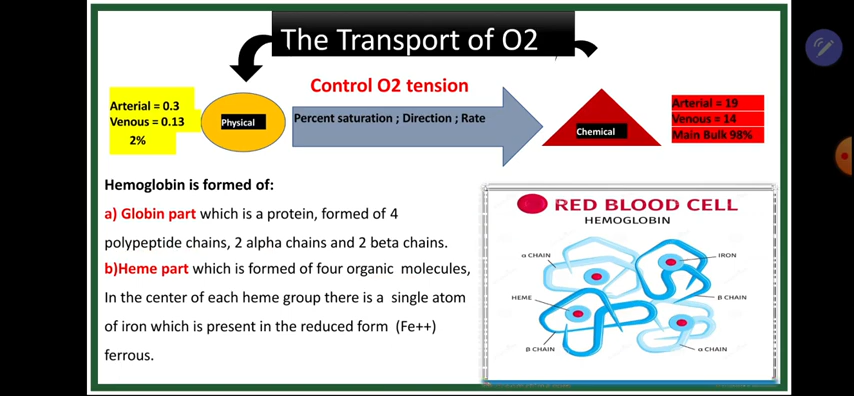 The Transport of O2
Control O2 tension
Arterial = 0.3
Venous = 0.13
2%
Physical
Percent saturation ; Direction ; Rate
Chemical
Arterial = 19
Venous = 14
Main Bulk 98%
Hemoglobin is formed of:
a) Globin part which is a protein, formed of 4
polypeptide chains, 2 alpha chains and 2 beta chains.
b)Heme part which is formed of four organic molecules,
In the center of each heme group there is a single atom
of iron which is present in the reduced form (Fe++)
ferrous.
RED BLOOD CELL
HEMOGLOBIN
α CHAIN
IRON
HEME
β CHAIN
β CHAIN
α CHAIN